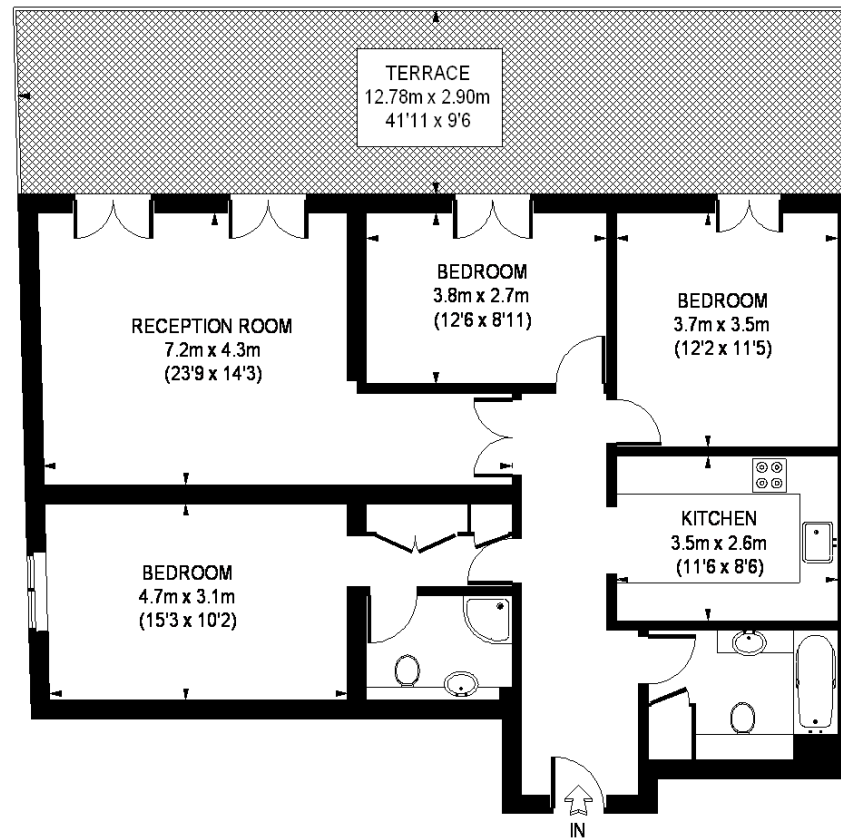 TERRACE
12.78m x 2.90m
41'11 x 9'6
RECEPTION ROOM
7.2m x 4.3m
(23'9 x 14'3)
BEDROOM
3.8m x 2.7m
(12'6 x 8'11)
BEDROOM
3.7m x 3.5m
(12'2 x 11'5)
KITCHEN
3.5m x 2.6m
(11'6 x 8'6)
BEDROOM
4.7m x 3.1m
(15'3 x 10'2)
IN